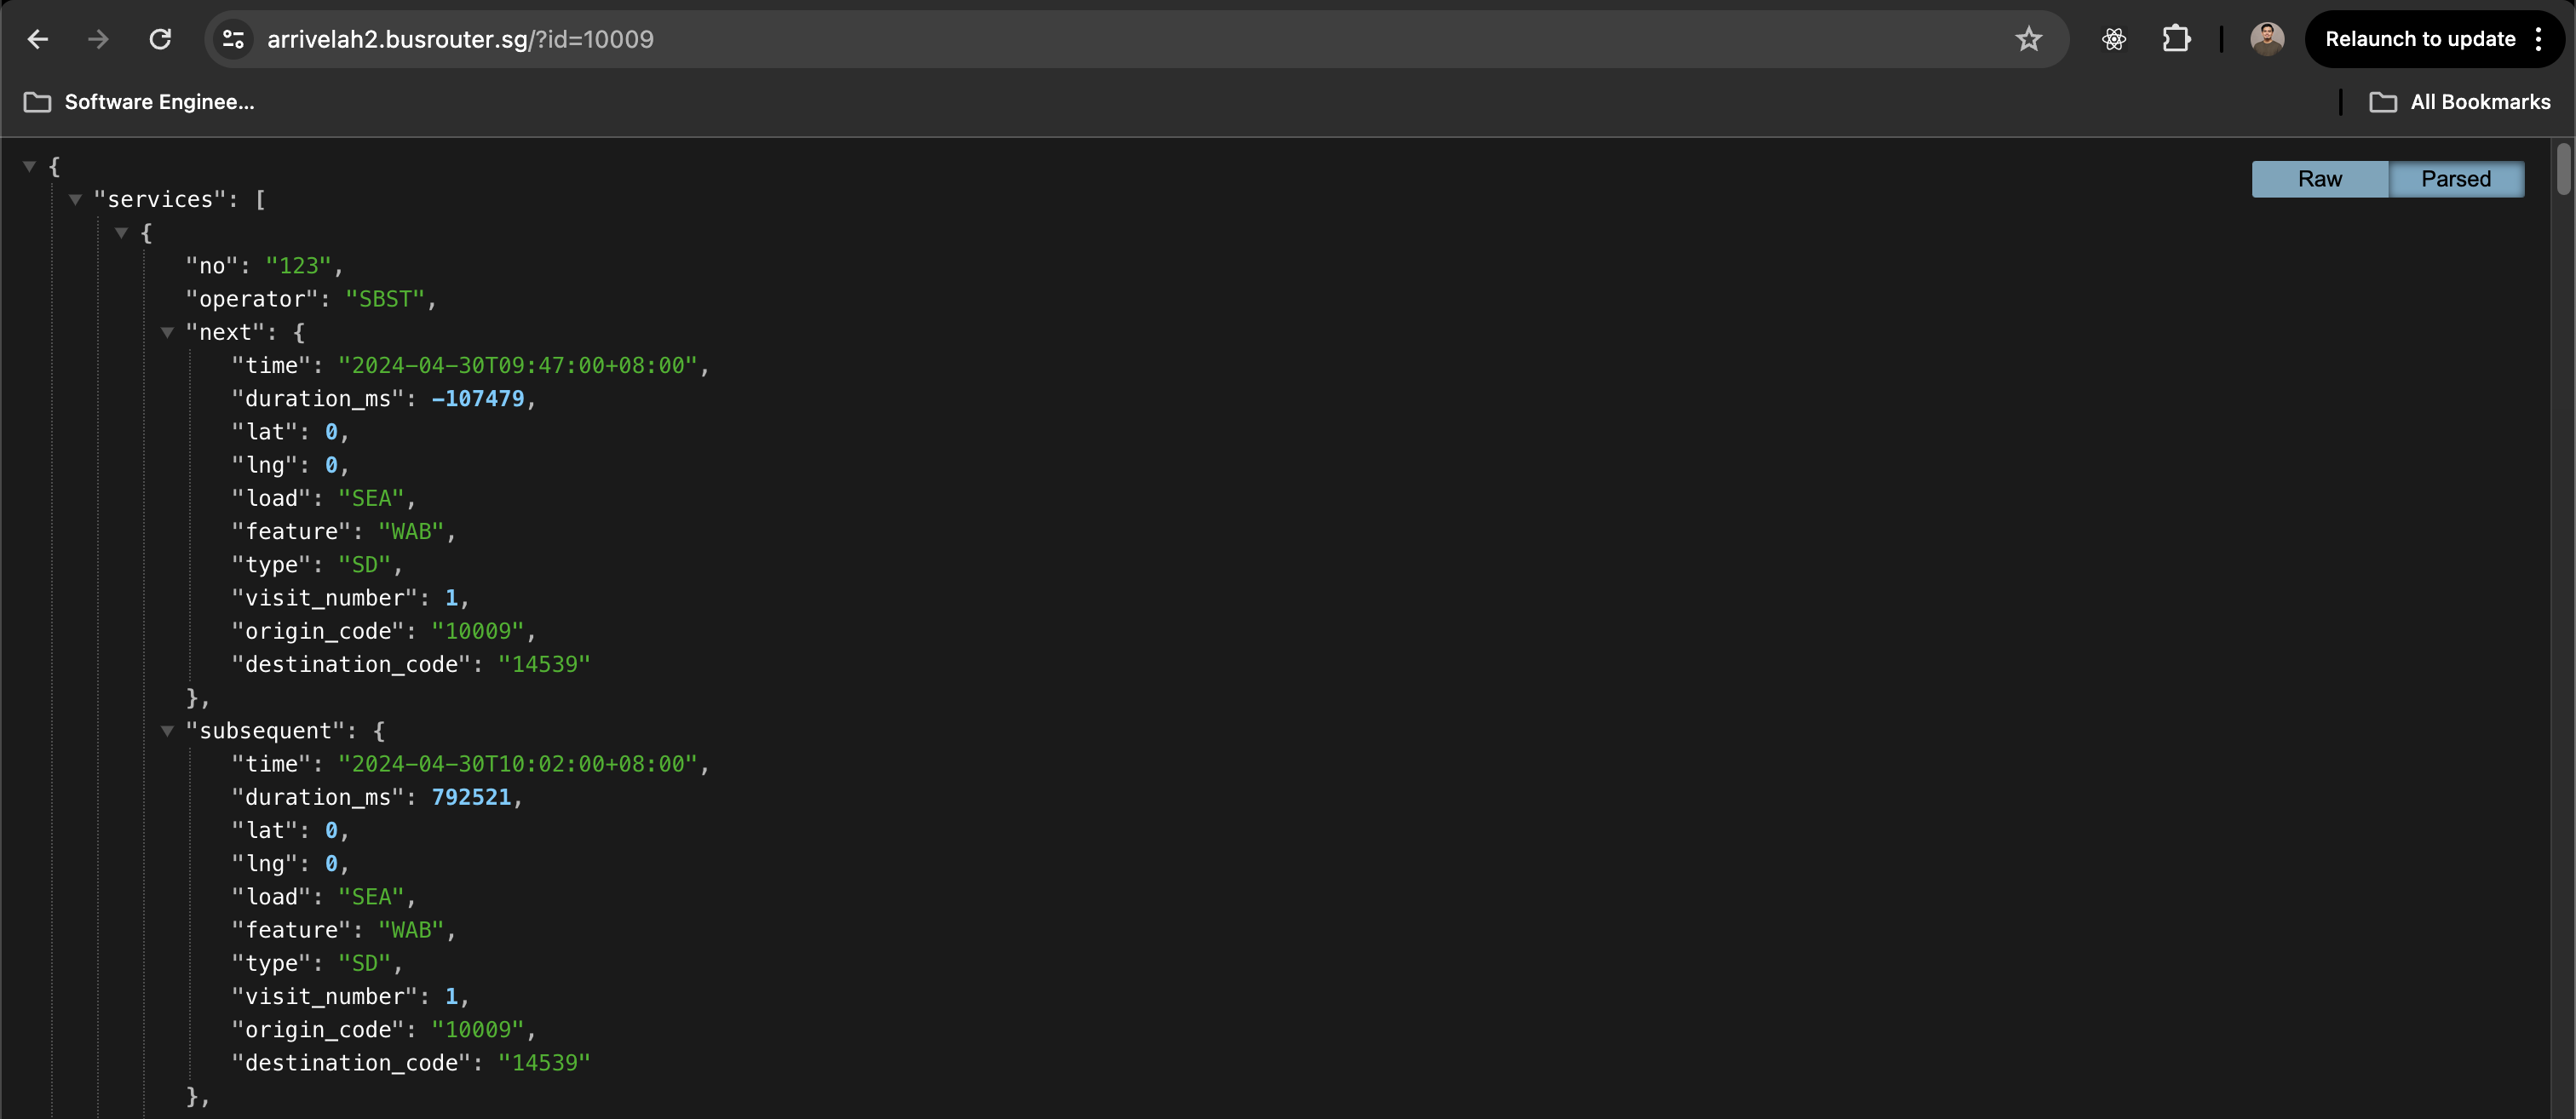 arrivelah2.busrouter.sg/?id=10009
Relaunch to update
Software Enginee...
All Bookmarks
Raw
Parsed
{
"services": [
{
"no": "123",
"operator": "SBST",
"next": {
"time": "2024-04-30T09:47:00+08:00",
"duration_ms": -107479,
"lat": 0,
"lng": 0,
"load": "SEA",
"feature": "WAB",
"type": "SD",
"visit_number": 1,
"origin_code": "10009",
"destination_code": "14539"
},
"subsequent": {
"time": "2024-04-30T10:02:00+08:00",
"duration_ms": 792521,
"lat": 0,
"lng": 0,
"load": "SEA",
"feature": "WAB",
"type": "SD",
"visit_number": 1,
"origin_code": "10009",
"destination_code": "14539"
},